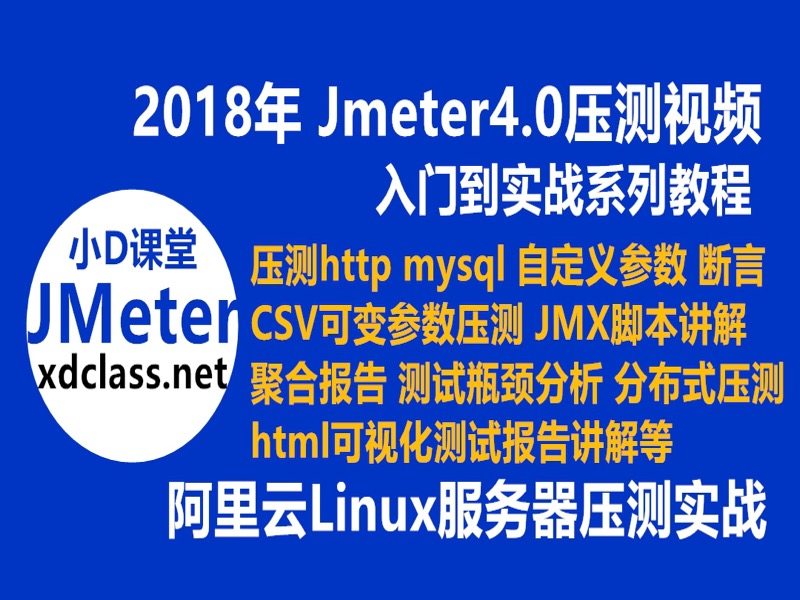 2018年 Jmeter4.0压测视频
入门到实战系列教程
小D课堂
JMeter
xdclass.net
压测http mysql 自定义参数 断言
CSV可变参数压测 JMX脚本讲解
聚合报告 测试瓶颈分析 分布式压测
html可视化测试报告讲解等
阿里云Linux服务器压测实战